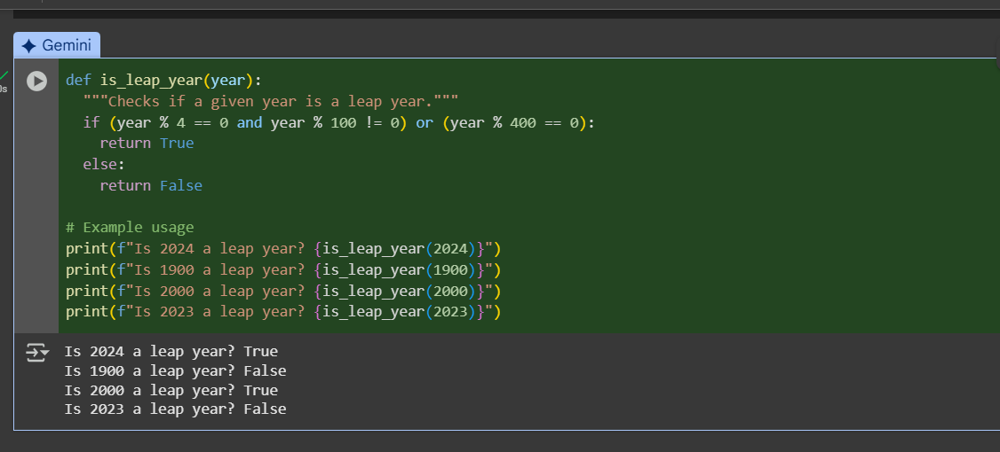 Gemini
0s
def is_leap_year(year):
  """Checks if a given year is a leap year."""
  if (year % 4 == 0 and year % 100 != 0) or (year % 400 == 0):
    return True
  else:
    return False

# Example usage
print(f"Is 2024 a leap year? {is_leap_year(2024)}")
print(f"Is 1900 a leap year? {is_leap_year(1900)}")
print(f"Is 2000 a leap year? {is_leap_year(2000)}")
print(f"Is 2023 a leap year? {is_leap_year(2023)}")
Is 2024 a leap year? True
Is 1900 a leap year? False
Is 2000 a leap year? True
Is 2023 a leap year? False